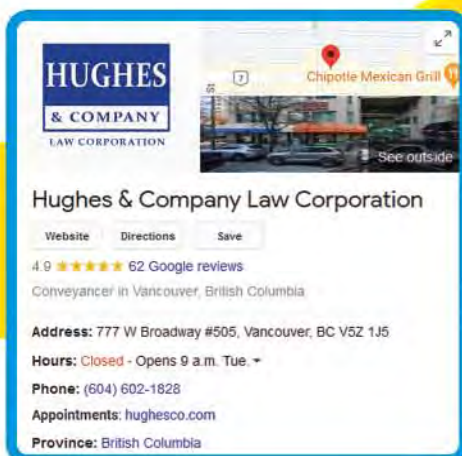 HUGHES
& COMPANY
LAW CORPORATION
St
7
Chipotle Mexican Grill
See outside
Hughes & Company Law Corporation
Website Directions Save
4.9 ★★★★★ 62 Google reviews
Conveyancer in Vancouver, British Columbia
Address: 777 W Broadway #505, Vancouver, BC V5Z 1J5
Hours: Closed - Opens 9 a.m. Tue.
Phone: (604) 602-1828
Appointments: hughesco.com
Province: British Columbia